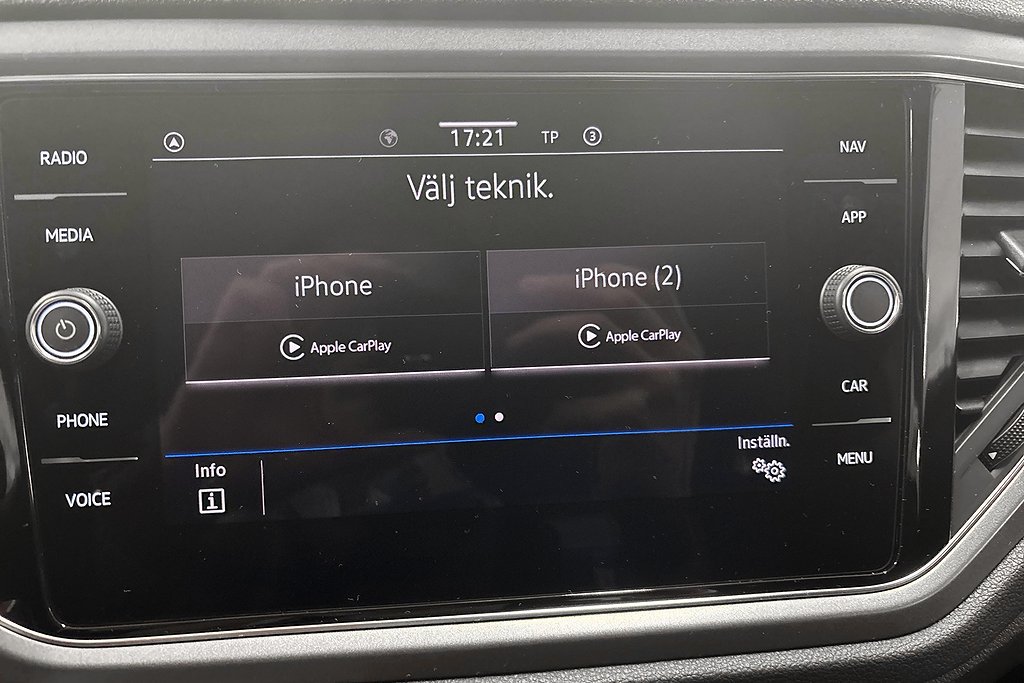 RADIO
MEDIA
PHONE
VOICE
17:21 TP 3
Välj teknik.
iPhone
Apple CarPlay
iPhone (2)
Apple CarPlay
Info
i
Inställn.
NAV
APP
CAR
MENU